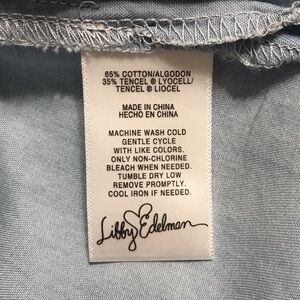 65% COTTON/ALGODON
35% TENCEL ® LYOCELL/
TENCEL ® LIOCEL
MADE IN CHINA
HECHO EN CHINA
MACHINE WASH COLD
GENTLE CYCLE
WITH LIKE COLORS.
ONLY NON-CHLORINE
BLEACH WHEN NEEDED.
TUMBLE DRY LOW
REMOVE PROMPTLY.
COOL IRON IF NEEDED.
Libby Edelman